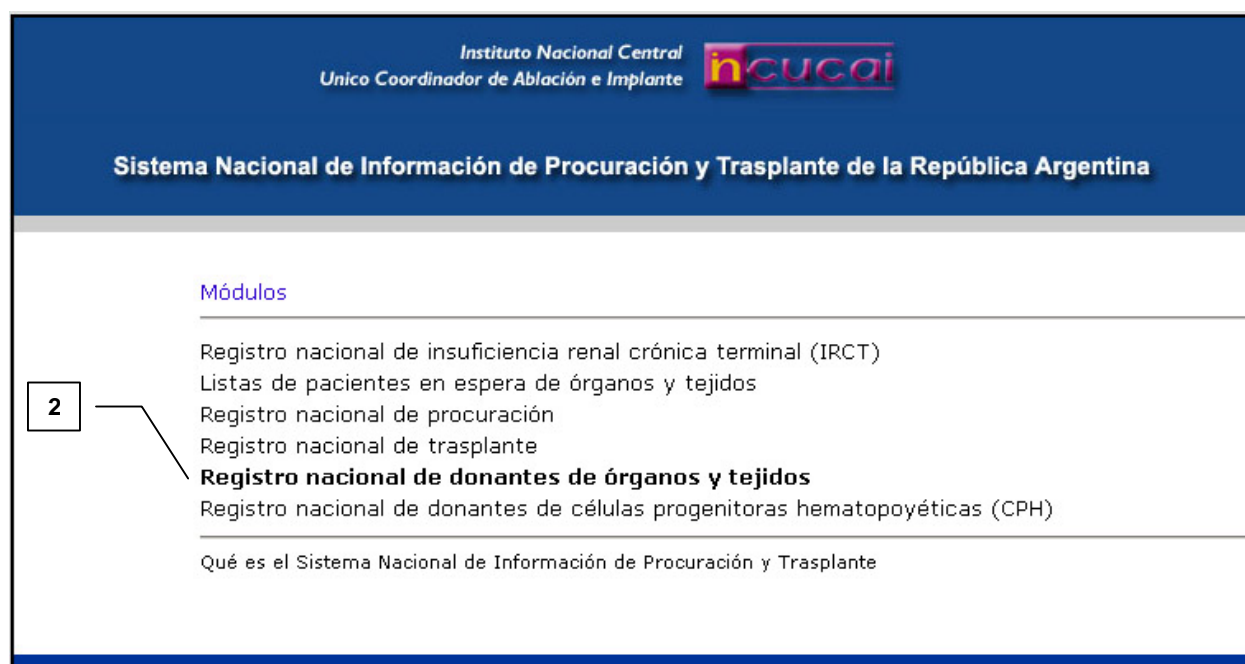 Instituto Nacional Central
Unico Coordinador de Ablación e Implante
incucai
Sistema Nacional de Información de Procuración y Trasplante de la República Argentina
Módulos
Registro nacional de insuficiencia renal crónica terminal (IRCT)
Listas de pacientes en espera de órganos y tejidos
2
Registro nacional de procuración
Registro nacional de trasplante
Registro nacional de donantes de órganos y tejidos
Registro nacional de donantes de células progenitoras hematopoyéticas (CPH)
Qué es el Sistema Nacional de Información de Procuración y Trasplante